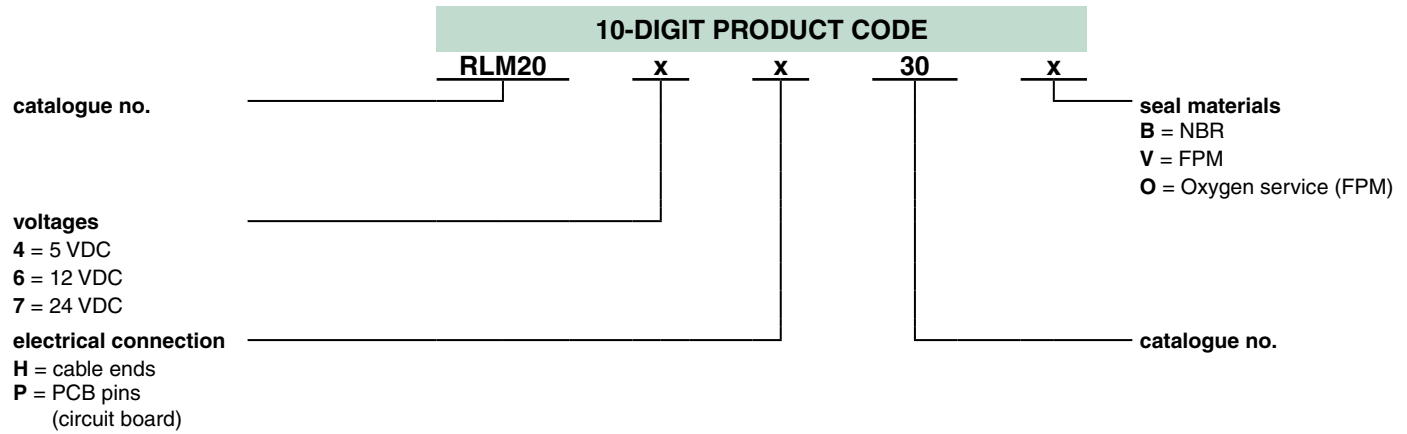 10-DIGIT PRODUCT CODE
RLM20 x x 30 x
catalogue no.
seal materials
B = NBR
V = FPM
O = Oxygen service (FPM)
voltages
4 = 5 VDC
6 = 12 VDC
7 = 24 VDC
electrical connection
H = cable ends
P = PCB pins
(circuit board)
catalogue no.